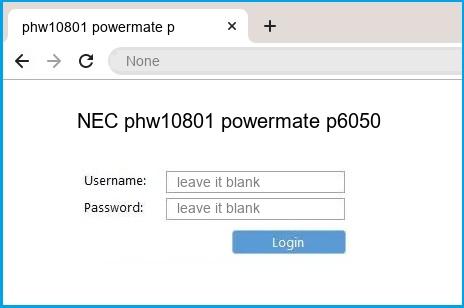 phw10801 powermate p
None
NEC phw10801 powermate p6050
Username: leave it blank
Password: leave it blank
Login